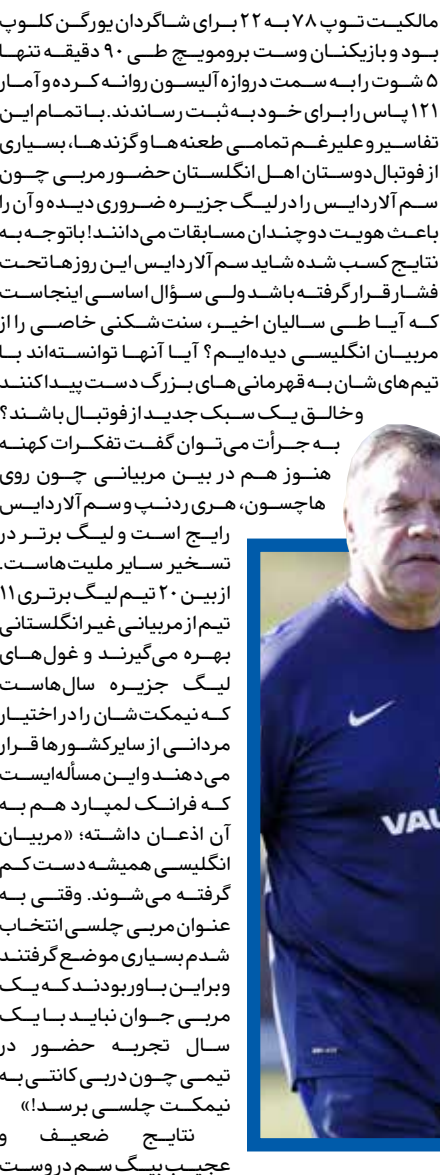 مالکیت توپ ۷۸ به ۲۲ برای شاگردان یورگن کلوپ
بود و بازیکنان وست برومویچ طی ۹۰ دقیقه تنها
۵ شوت را به سمت دروازه آلیسون روانه کرده و آمار
۱۲۱ پاس را برای خود به ثبت رساندند. با تمام این
تفاسیر و علیرغم تمامی طعنه‌ها و گزندها، بسیاری
از فوتبال‌دوستان اهل انگلستان حضور مربی چون
سم آلاردایس را در لیگ جزیره ضروری دیده و آن را
باعث هویت دوچندان مسابقات می‌دانند! باتوجه به
نتایج کسب شده شاید سم آلاردایس این روزها تحت
فشار قرار گرفته باشد ولی سؤال اساسی اینجاست
که آیا طی سالیان اخیر، سنت‌شکنی خاصی را از
مربیان انگلیسی دیده‌ایم؟ آیا آنها توانسته‌اند با
تیم‌های‌شان به قهرمانی‌های بزرگ دست پیدا کنند
و خالق یک سبک جدید از فوتبال باشند؟
به جرأت می‌توان گفت تفکرات کهنه
هنوز هم در بین مربیانی چون روی
هاجسون، هری ردنپ و سم آلاردایس
رایج است و لیگ برتر در
تسخیر سایر ملیت‌هاست.
از بین ۲۰ تیم لیگ برتری ۱۱
تیم از مربیانی غیر انگلستانی
بهره می‌گیرند و غول‌های
لیگ جزیره سال‌هاست
که نیمکت‌شان را در اختیار
مردانی از سایر کشورها قرار
می‌دهند و این مسأله‌ایست
که فرانک لمپارد هم به
آن اذعان داشته؛ «مربیان
انگلیسی همیشه دست کم
گرفته می‌شوند. وقتی به
عنوان مربی چلسی انتخاب
شدم بسیاری موضع گرفتند
و براین باور بودند که یک
مربی جوان نباید با یک
سال تجربه حضور در
تیمی چون دربی کانتی به
نیمکت چلسی برسد!»
نتایج ضعیف و
عجیب بیگ سم در وست
VAU